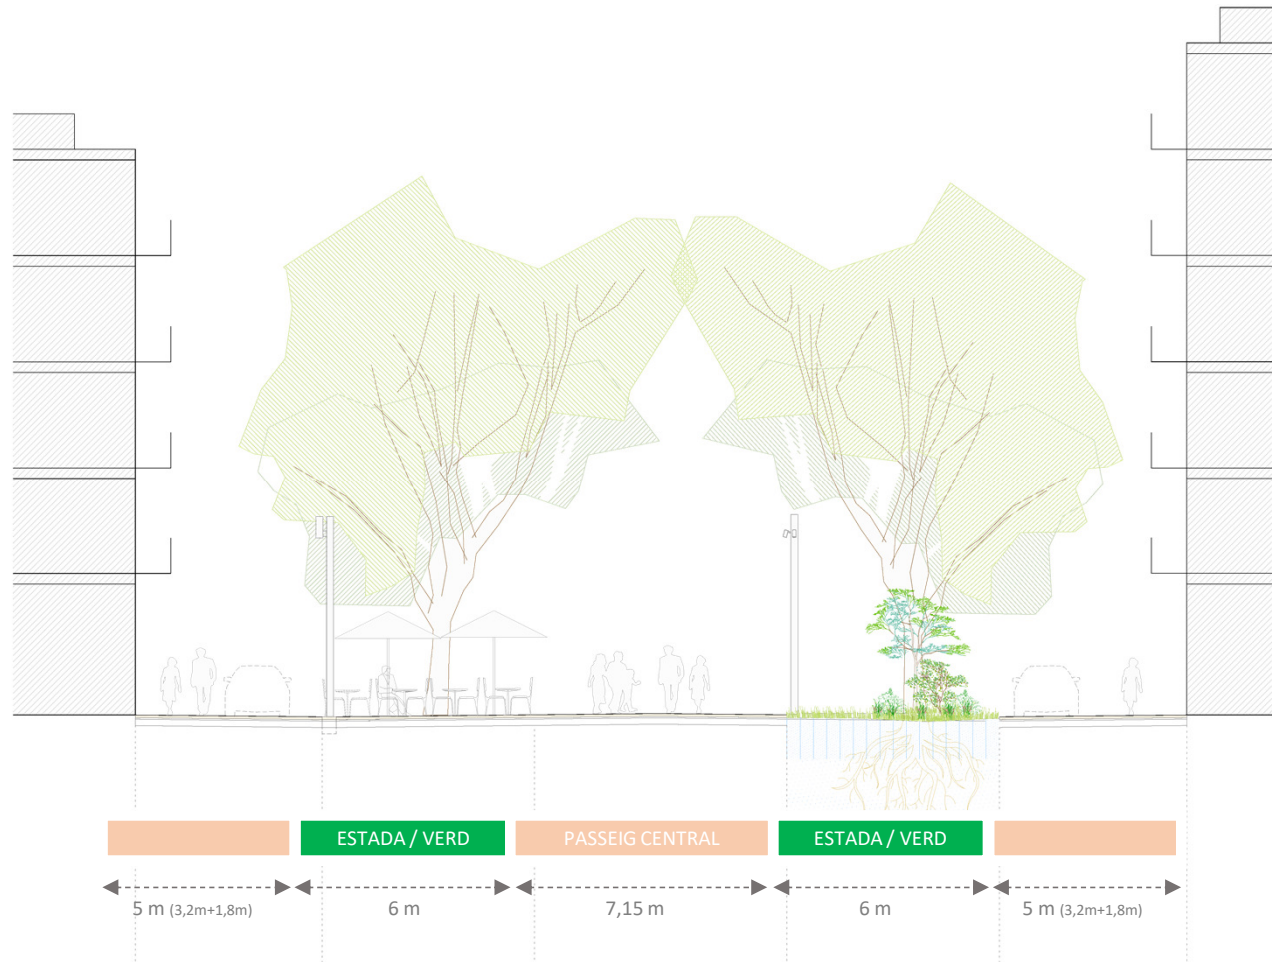 ESTADA / VERD
PASSEIG CENTRAL
ESTADA / VERD
5 m (3,2m+1,8m)
6 m
7,15 m
6 m
5 m (3,2m+1,8m)